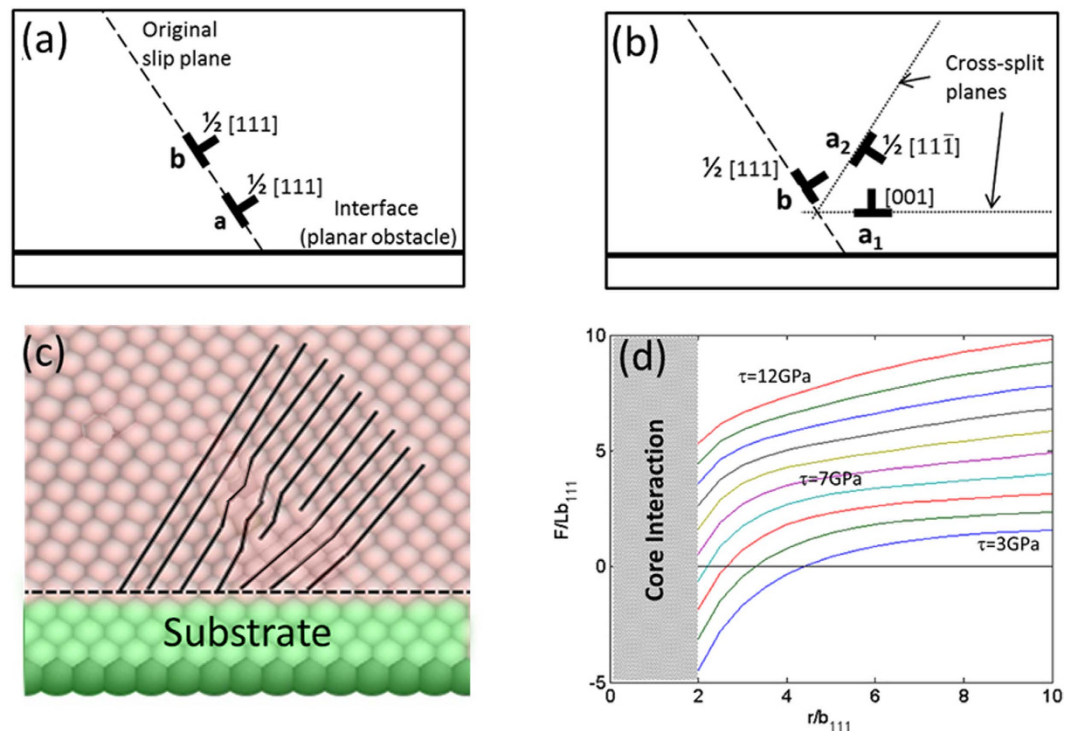 (a)
Original
slip plane
½ [111]
b
½ [111]
a
Interface
(planar obstacle)
(b)
Cross-split
planes
a₂
½ [111̄]
½ [111]
b
[001]
a₁
(c)
Substrate
(d)
10
τ=12GPa
5
τ=7GPa
τ=3GPa
0
-5
F/Lb₁₁₁
Core Interaction
0 2 4 6 8 10
r/b₁₁₁